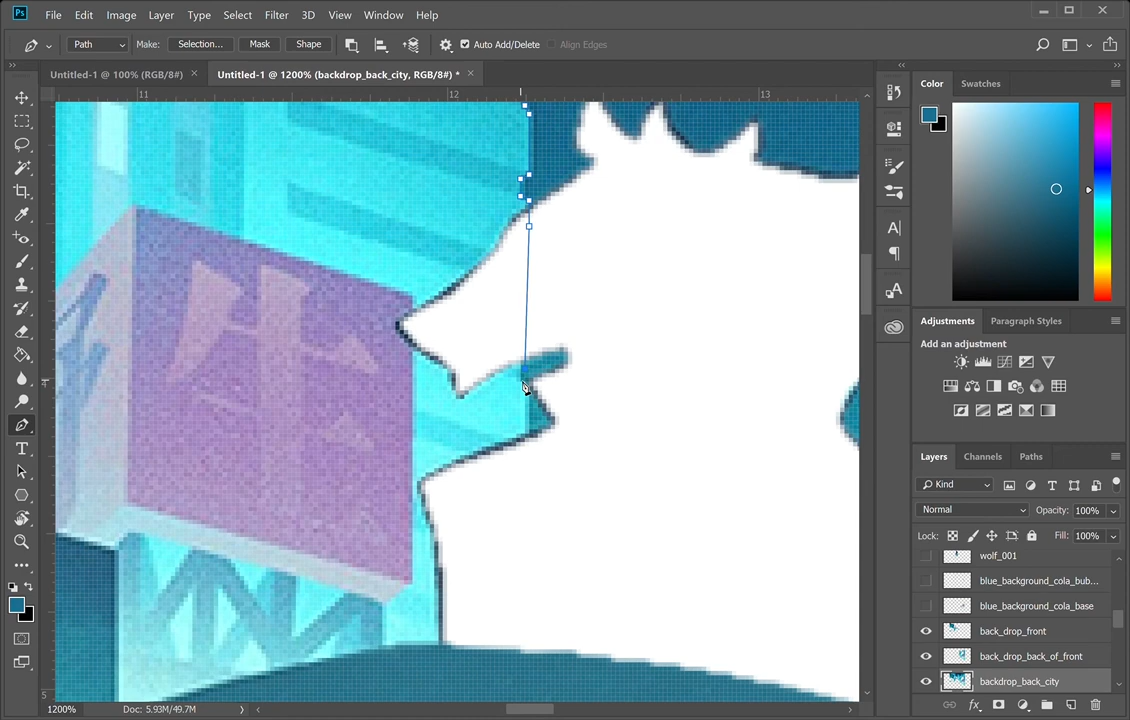 Ps File Edit Image Layer Type Select Filter 3D View Window Help
Path Make: Selection... Mask Shape Auto Add/Delete Align Edges
Untitled-1 @ 100% (RGB/8#) × Untitled-1 @ 1200% (backdrop_back_city, RGB/8#) * ×
11 12 13
Color Swatches
Adjustments Paragraph Styles
Add an adjustment
Layers Channels Paths
Kind
Normal Opacity: 100%
Lock: Fill: 100%
wolf_001
blue_background_cola_bub...
blue_background_cola_base
back_drop_front
back_drop_back_of_front
backdrop_back_city
5
1200% Doc: 5.93M/49.7M